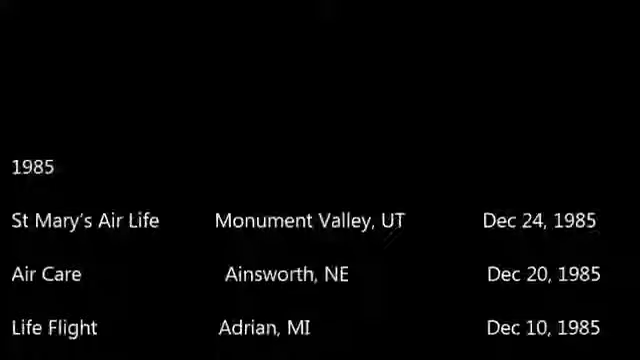 1985
St Mary's Air Life Monument Valley, UT Dec 24, 1985
Air Care Ainsworth, NE Dec 20, 1985
Life Flight Adrian, MI Dec 10, 1985